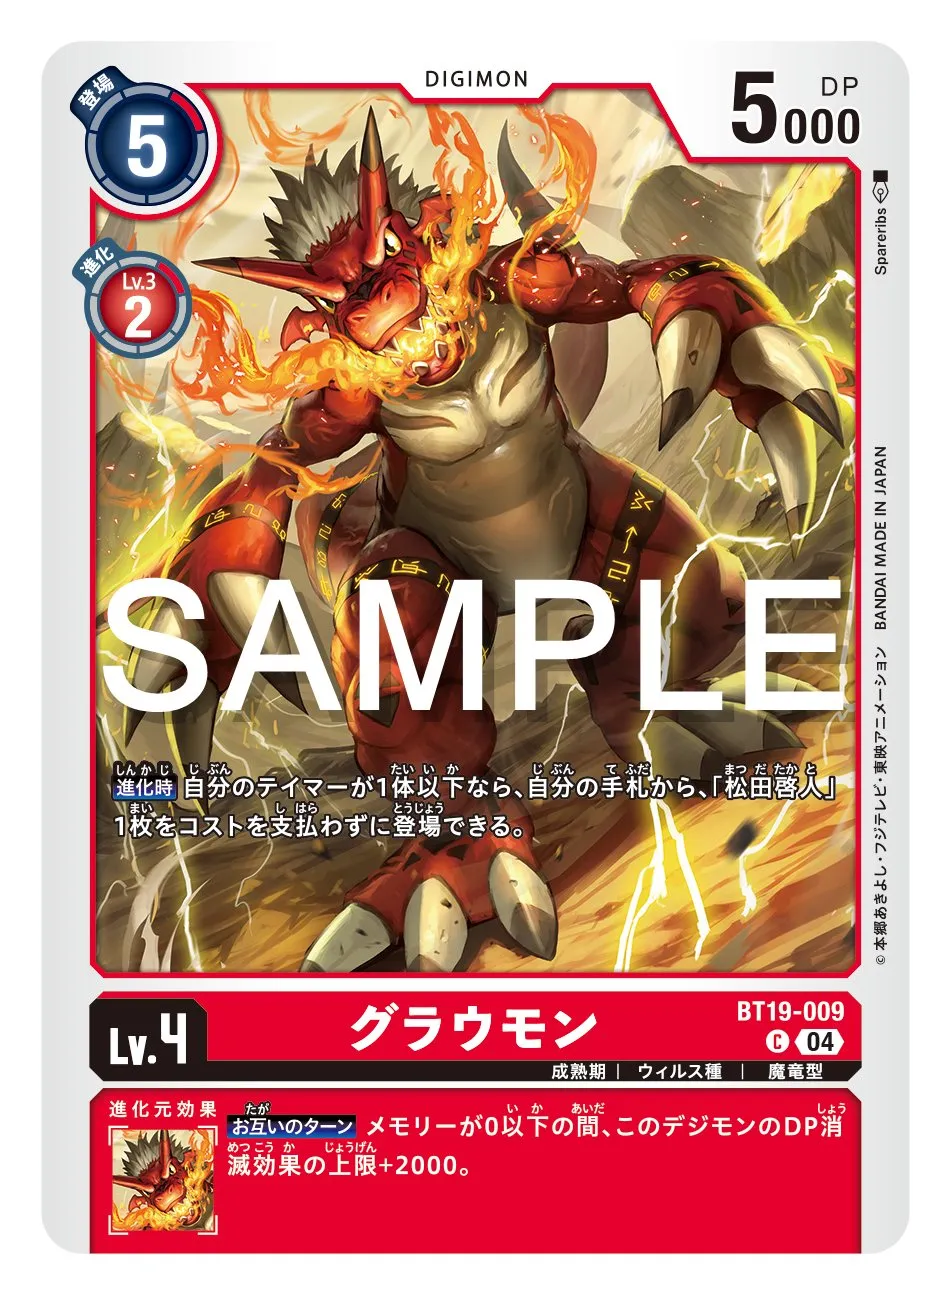 DIGIMON
登場
5
DP
5000
進化
Lv.3
2
Spareribs
SAMPLE
進化時 自分のテイマーが1体以下なら、自分の手札から、「松田啓人」
1枚をコストを支払わずに登場できる。
©本郷あきよし・フジテレビ・東映アニメーション BANDAI MADE IN JAPAN
Lv.4
グラウモン
BT19-009
C 04
成熟期 | ウィルス種 | 魔竜型
進化元効果
お互いのターン メモリーが0以下の間、このデジモンのDP消
滅効果の上限+2000。